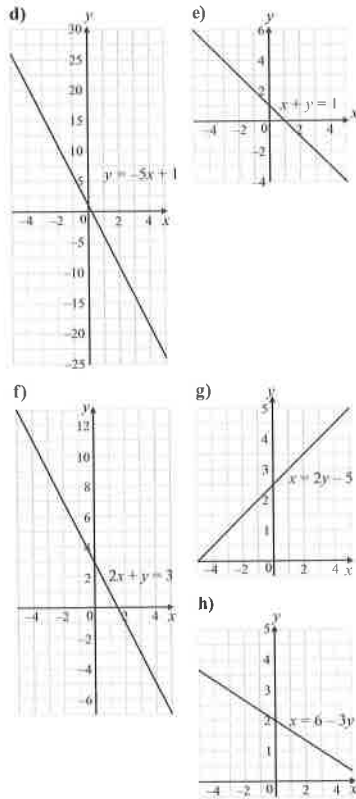 d)
y
30
25
20
15
10
5
y = –5x + 1
–4 –2 0 2 4 x
–5
–10
–15
–20
–25
e)
y
6
4
2
x + y = 1
–4 –2 0 2 4 x
–2
–4
f)
y
12
10
8
6
4
2
2x + y = 3
–4 –2 0 2 4 x
–2
–4
–6
g)
y
5
4
3
2
1
x = 2y – 5
–4 –2 0 2 4 x
h)
y
5
4
3
2
1
x = 6 – 3y
–4 –2 0 2 4 x